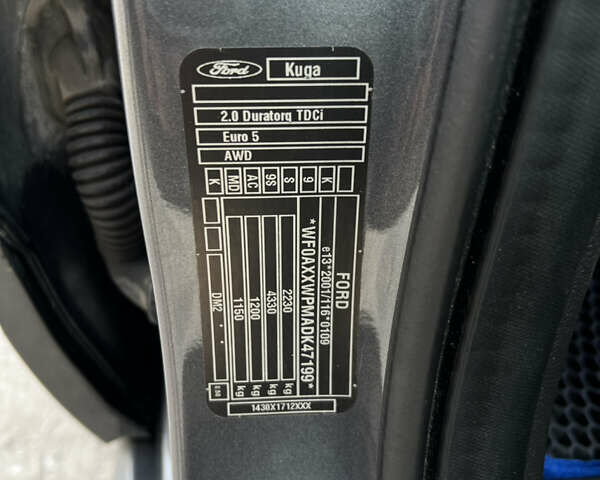 Ford
Kuga
2.0 Duratorq TDCi
Euro 5
AWD
K MD AC 9S S 9 K
FORD
e13*2001/116*0109
*WF0AXXWPMADK47199*
2230 kg
4330 kg
1200 kg
1150 kg
DM2
1438X1712XXX